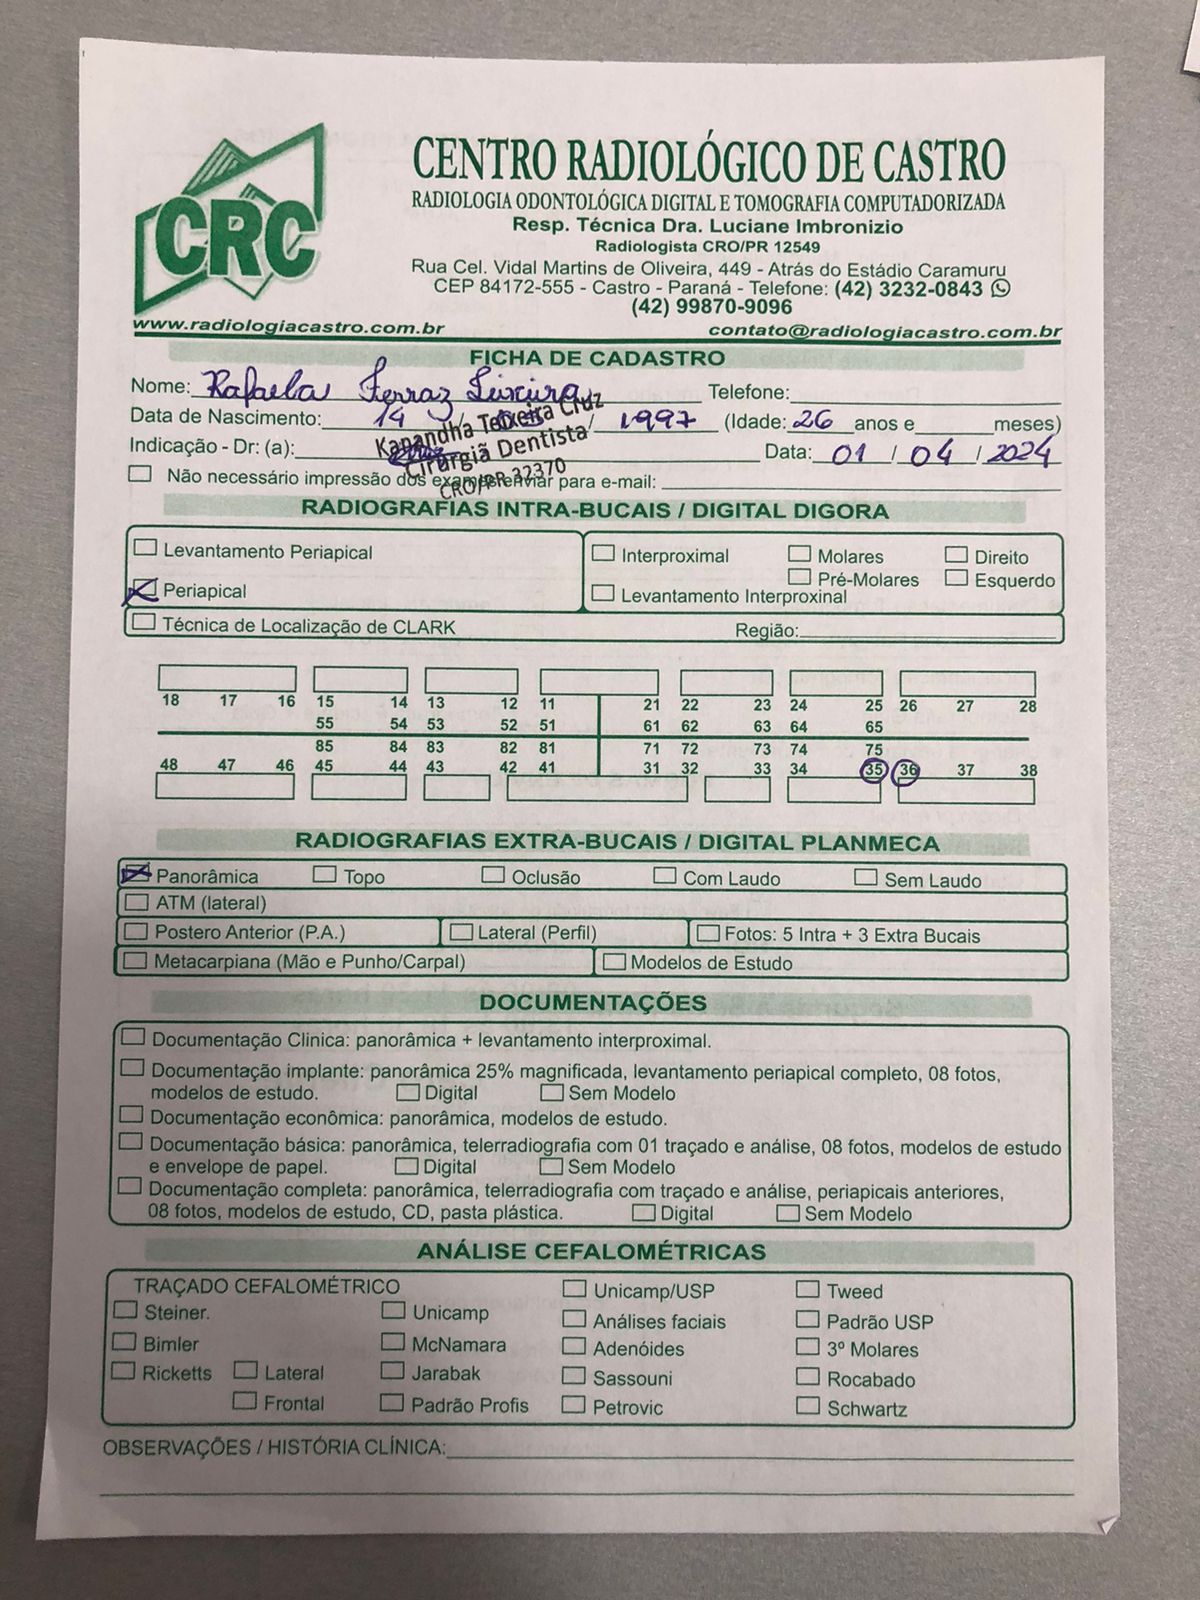 CRC
CENTRO RADIOLÓGICO DE CASTRO
RADIOLOGIA ODONTOLÓGICA DIGITAL E TOMOGRAFIA COMPUTADORIZADA
Resp. Técnica Dra. Luciane Imbronizio
Radiologista CRO/PR 12549
Rua Cel. Vidal Martins de Oliveira, 449 - Atrás do Estádio Caramuru
CEP 84172-555 - Castro - Paraná - Telefone: (42) 3232-0843
(42) 99870-9096
www.radiologiacastro.com.br contato@radiologiacastro.com.br
FICHA DE CADASTRO
Nome: Rafaela Ferraz Teixeira Telefone:
Data de Nascimento: 14 / / 1997 (Idade: 26 anos e meses)
Kapandha Teixeira Cruz
Indicação - Dr: (a): Data: 01 / 04 / 2024
Cirurgiã Dentista
CRO/PR 32370
Não necessário impressão dos exames enviar para e-mail:
RADIOGRAFIAS INTRA-BUCAIS / DIGITAL DIGORA
Levantamento Periapical Interproximal Molares Direito
Periapical Pré-Molares Esquerdo
Levantamento Interproxinal
Técnica de Localização de CLARK Região:
18 17 16 15 14 13 12 11 21 22 23 24 25 26 27 28
55 54 53 52 51 61 62 63 64 65
85 84 83 82 81 71 72 73 74 75
48 47 46 45 44 43 42 41 31 32 33 34 35 36 37 38
RADIOGRAFIAS EXTRA-BUCAIS / DIGITAL PLANMECA
Panorâmica Topo Oclusão Com Laudo Sem Laudo
ATM (lateral)
Postero Anterior (P.A.) Lateral (Perfil) Fotos: 5 Intra + 3 Extra Bucais
Metacarpiana (Mão e Punho/Carpal) Modelos de Estudo
DOCUMENTAÇÕES
Documentação Clinica: panorâmica + levantamento interproximal.
Documentação implante: panorâmica 25% magnificada, levantamento periapical completo, 08 fotos,
modelos de estudo. Digital Sem Modelo
Documentação econômica: panorâmica, modelos de estudo.
Documentação básica: panorâmica, telerradiografia com 01 traçado e análise, 08 fotos, modelos de estudo
e envelope de papel. Digital Sem Modelo
Documentação completa: panorâmica, telerradiografia com traçado e análise, periapicais anteriores,
08 fotos, modelos de estudo, CD, pasta plástica. Digital Sem Modelo
ANÁLISE CEFALOMÉTRICAS
TRAÇADO CEFALOMÉTRICO Unicamp/USP Tweed
Steiner. Unicamp Análises faciais Padrão USP
Bimler McNamara Adenóides 3º Molares
Ricketts Lateral Jarabak Sassouni Rocabado
Frontal Padrão Profis Petrovic Schwartz
OBSERVAÇÕES / HISTÓRIA CLÍNICA: